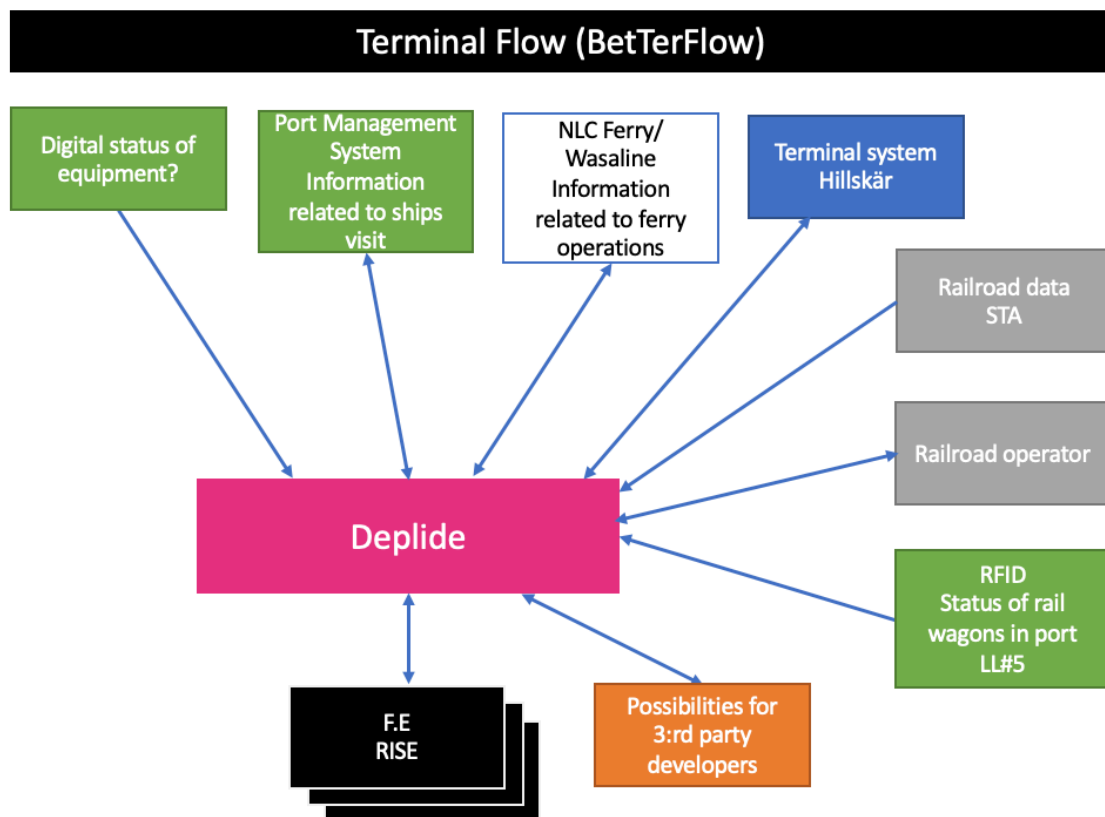 Terminal Flow (BetTerFlow)
Digital status of
equipment?
Port Management
System
Information
related to ships
visit
NLC Ferry/
Wasaline
Information
related to ferry
operations
Terminal system
Hillskär
Railroad data
STA
Railroad operator
Deplide
RFID
Status of rail
wagons in port
LL#5
F.E
RISE
Possibilities for
3:rd party
developers